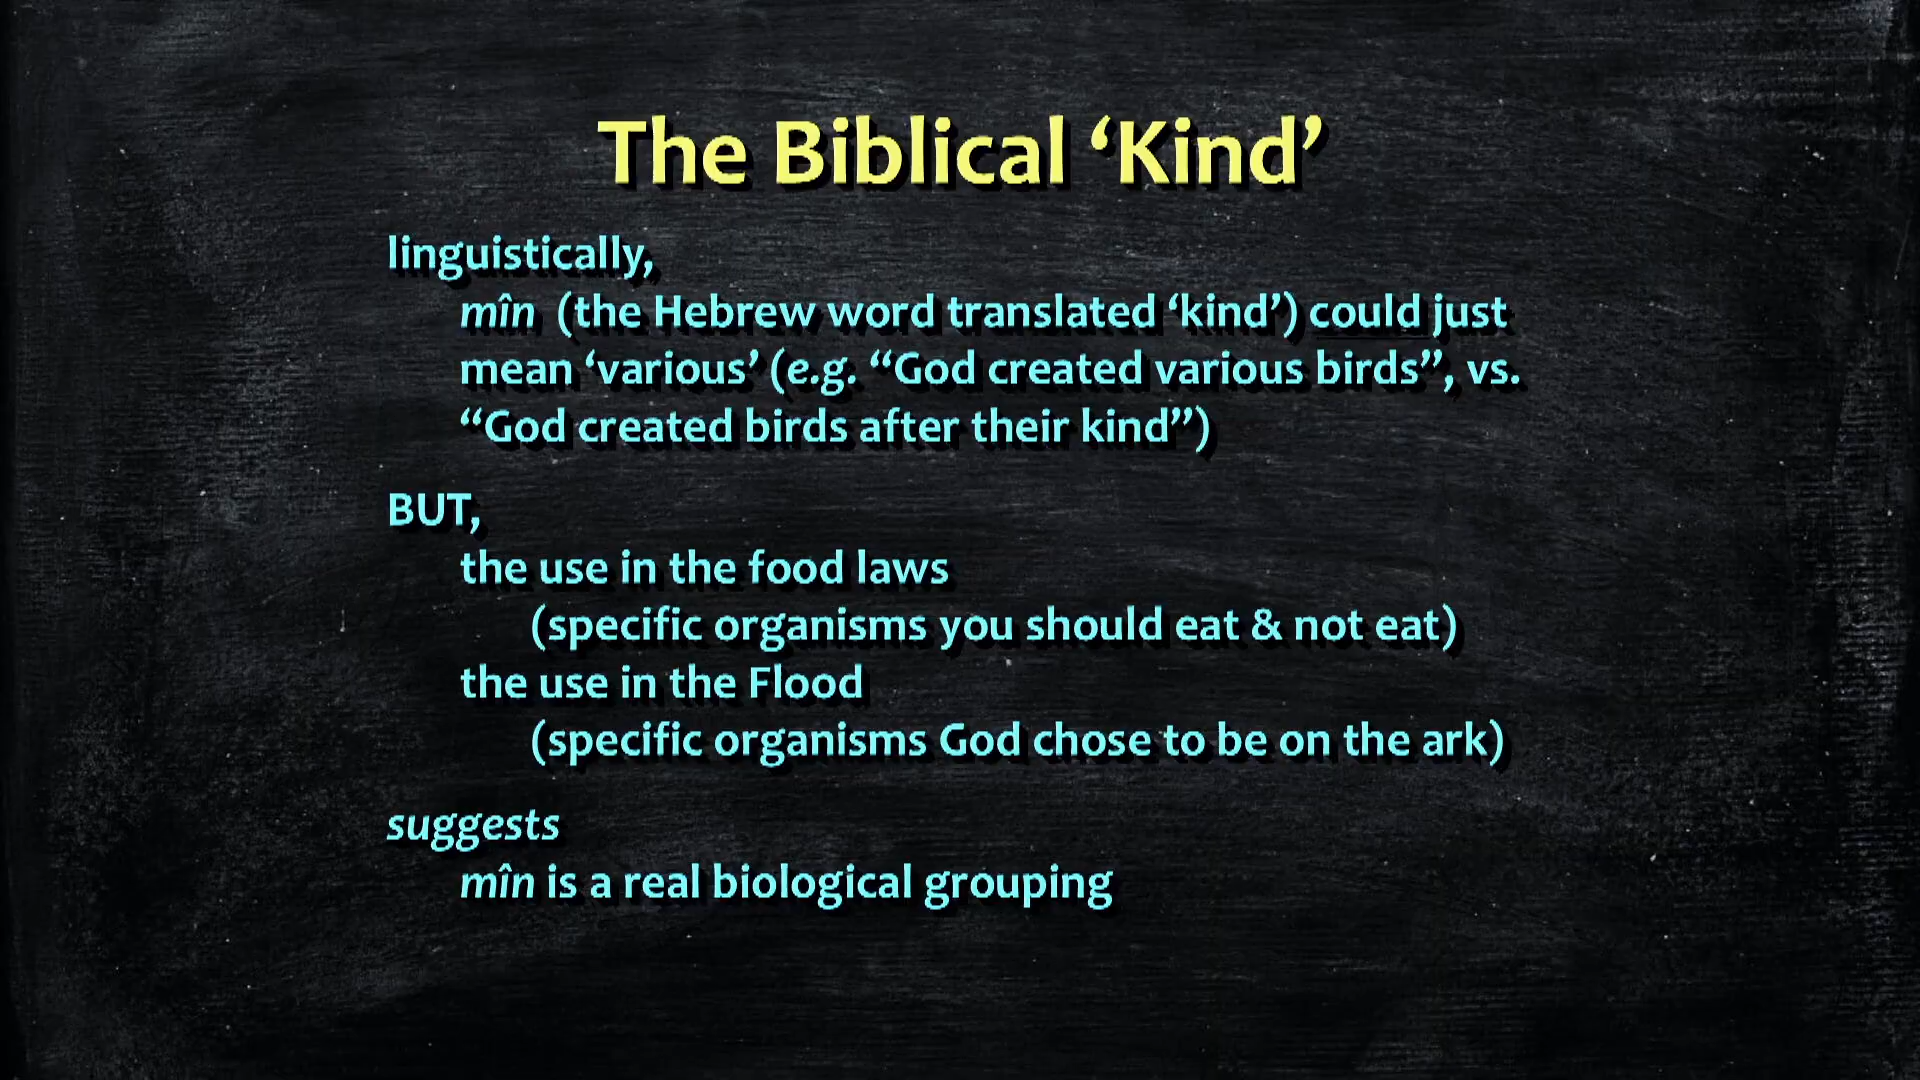 The Biblical ‘Kind’
linguistically,
mîn (the Hebrew word translated ‘kind’) could just
mean ‘various’ (e.g. “God created various birds”, vs.
“God created birds after their kind”)
BUT,
the use in the food laws
(specific organisms you should eat & not eat)
the use in the Flood
(specific organisms God chose to be on the ark)
suggests
mîn is a real biological grouping